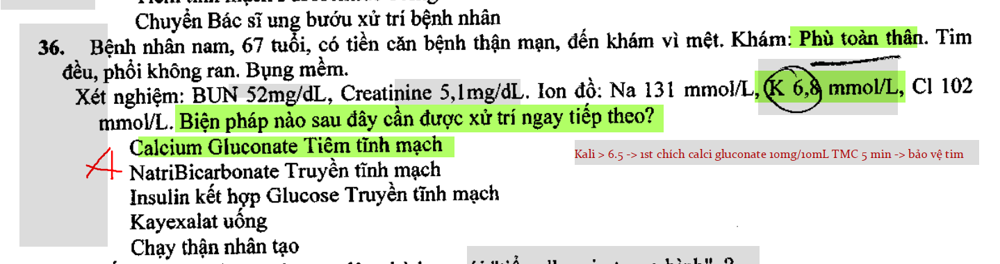 Chuyển Bác sĩ ung bướu xử trí bệnh nhân
36. Bệnh nhân nam, 67 tuổi, có tiền căn bệnh thận mạn, đến khám vì mệt. Khám: Phù toàn thân. Tim
đều, phổi không ran. Bụng mềm.
Xét nghiệm: BUN 52mg/dL, Creatinine 5,1mg/dL. Ion đồ: Na 131 mmol/L, K 6,8 mmol/L, Cl 102
mmol/L. Biện pháp nào sau đây cần được xử trí ngay tiếp theo?
Calcium Gluconate Tiêm tĩnh mạch
Kali > 6.5 -> 1st chích calci gluconate 10mg/10mL TMC 5 min -> bảo vệ tim
A
NatriBicarbonate Truyền tĩnh mạch
Insulin kết hợp Glucose Truyền tĩnh mạch
Kayexalat uống
Chạy thận nhân tạo